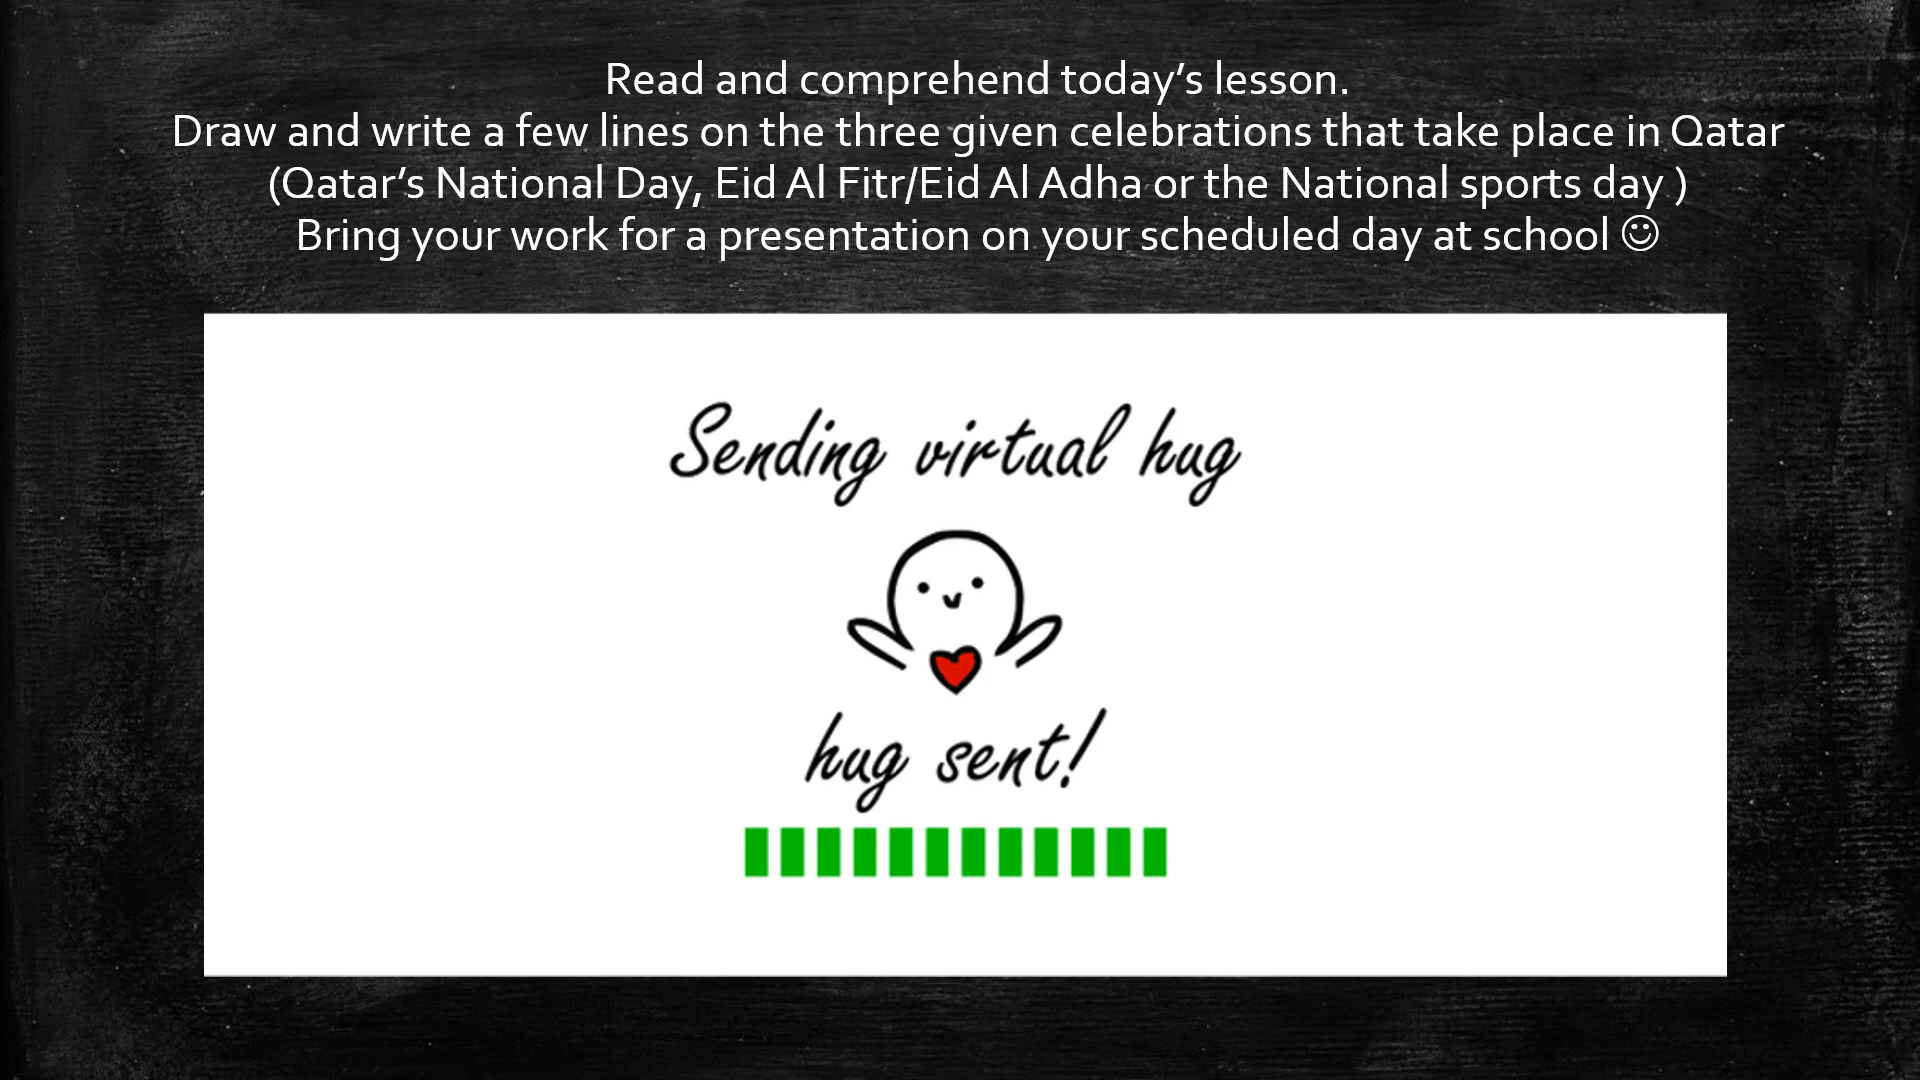 Read and comprehend today’s lesson.
Draw and write a few lines on the three given celebrations that take place in Qatar
(Qatar’s National Day, Eid Al Fitr/Eid Al Adha or the National sports day )
Bring your work for a presentation on your scheduled day at school ☺
Sending virtual hug
hug sent!